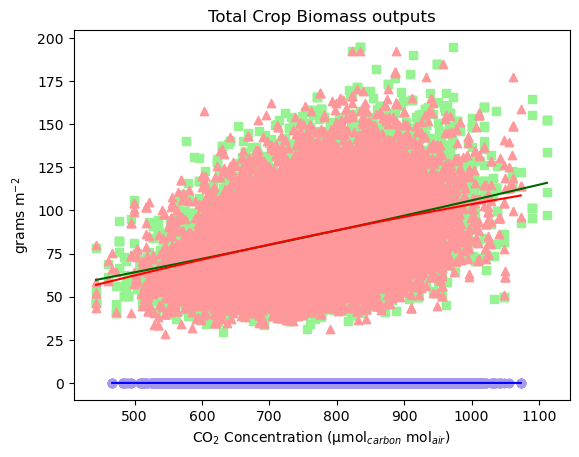 Total Crop Biomass outputs
grams m⁻²
200
175
150
125
100
75
50
25
0
500 600 700 800 900 1000 1100
CO₂ Concentration (μmol_carbon mol_air)